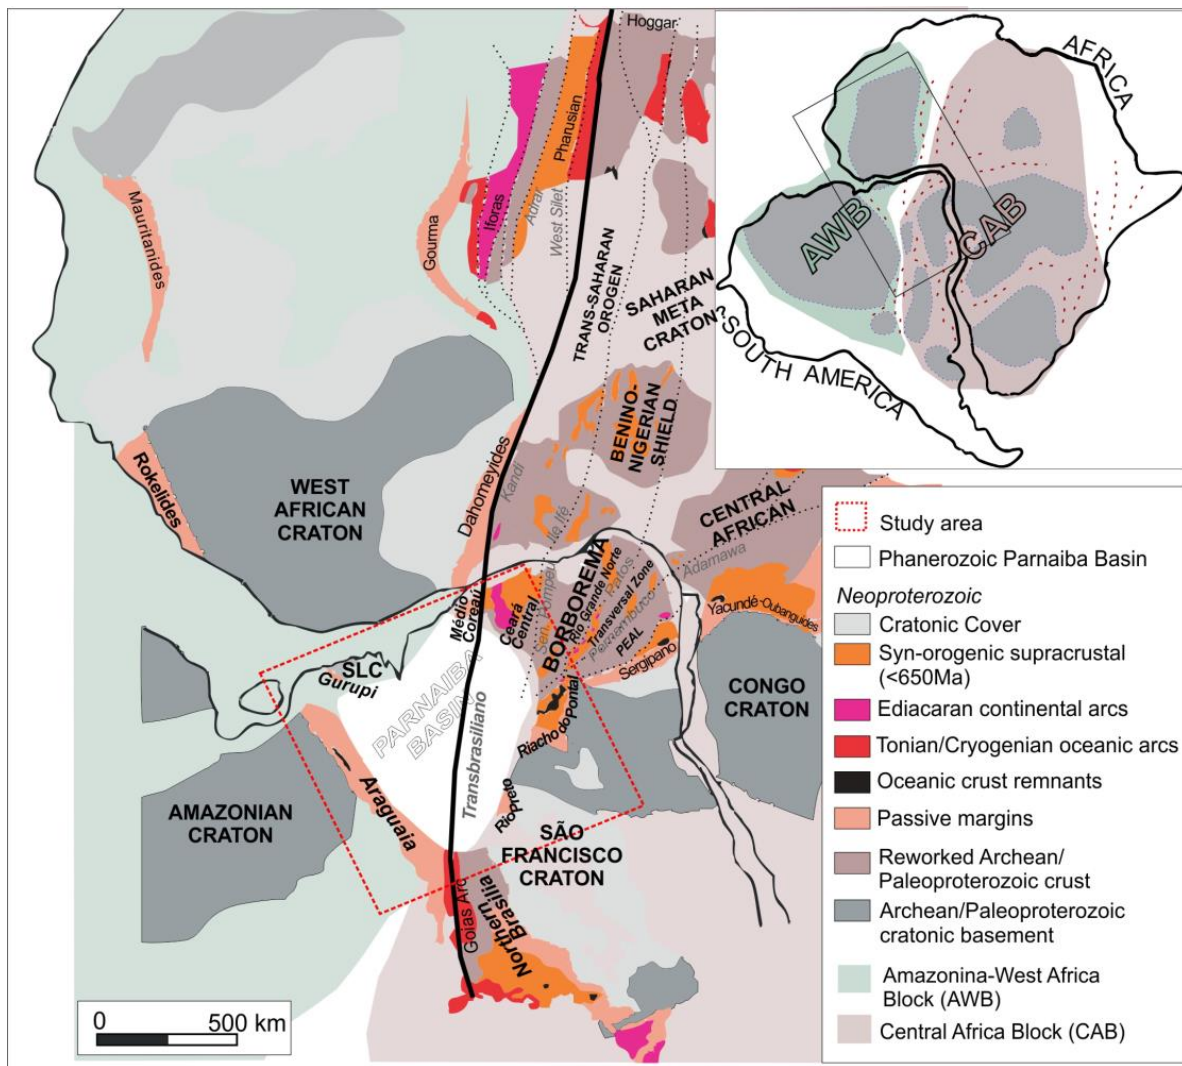 Hoggar
Pharusian
Iforas
Adrar
West Silet
Gourma
Mauritanides
TRANS-SAHARAN
OROGEN
SAHARAN
META
CRATON
BENINO-
NIGERIAN
SHIELD
Dahomeyides
Kandi
Ile Ifé
Rokelides
WEST
AFRICAN
CRATON
CENTRAL
AFRICAN
Adamawa
Yacundé-Oubanguides
Médio
Coreaú
Ceará
Central
BORBOREMA
Rio Grande Norte
Patos
Transversal Zone
Pernambuco
PEAL
Sergipano
SLC
Gurupi
PARNAIBA
BASIN
Transbrasiliano
Riacho do Pontal
CONGO
CRATON
AMAZONIAN
CRATON
Araguaia
Rio Preto
SÃO
FRANCISCO
CRATON
Goias Arc
Northern
Brasilia
0 500 km
AFRICA
AWB
CAB
SOUTH AMERICA
Study area
Phanerozoic Parnaiba Basin
Neoproterozoic
Cratonic Cover
Syn-orogenic supracrustal
(<650Ma)
Ediacaran continental arcs
Tonian/Cryogenian oceanic arcs
Oceanic crust remnants
Passive margins
Reworked Archean/
Paleoproterozoic crust
Archean/Paleoproterozoic
cratonic basement
Amazonina-West Africa
Block (AWB)
Central Africa Block (CAB)